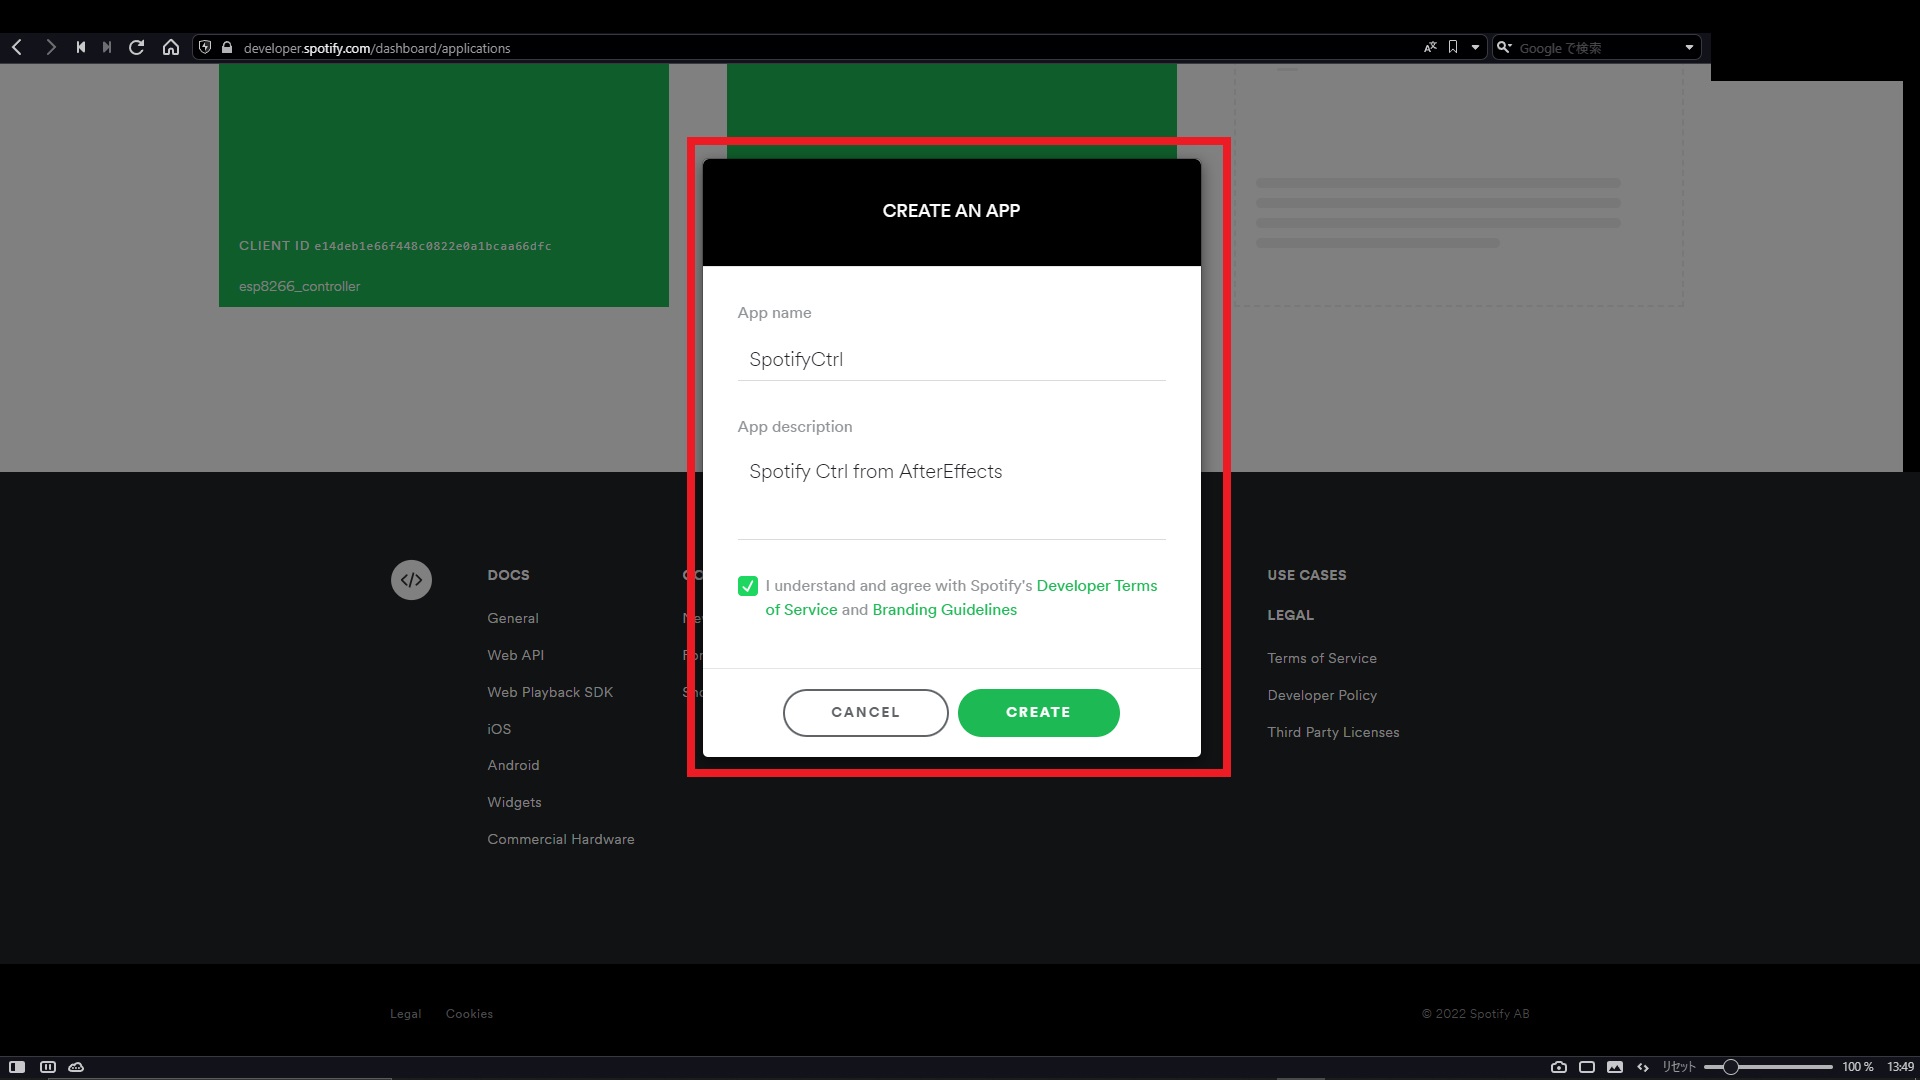 developer.spotify.com/dashboard/applications
Google で検索
CLIENT ID e14deb1e66f448c0822e0a1bcaa66dfc
esp8266_controller
CREATE AN APP
App name
SpotifyCtrl
App description
Spotify Ctrl from AfterEffects
I understand and agree with Spotify's Developer Terms
of Service and Branding Guidelines
CANCEL
CREATE
DOCS
General
Web API
Web Playback SDK
iOS
Android
Widgets
Commercial Hardware
USE CASES
LEGAL
Terms of Service
Developer Policy
Third Party Licenses
Legal
Cookies
© 2022 Spotify AB
リセット
100 %
13:49